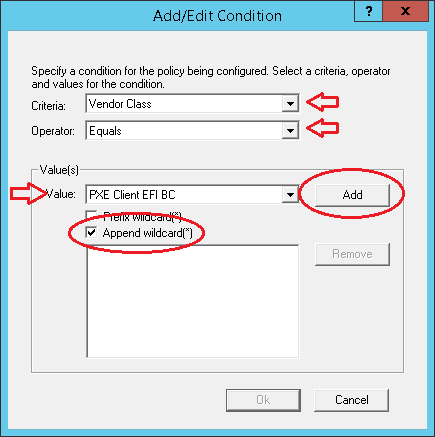 Add/Edit Condition
?
x
Specify a condition for the policy being configured. Select a criteria, operator
and values for the condition.
Criteria: Vendor Class
Operator: Equals
Value(s)
Value: PXE Client EFI BC Add
Prefix wildcard(*)
Append wildcard(*)
Remove
Ok Cancel